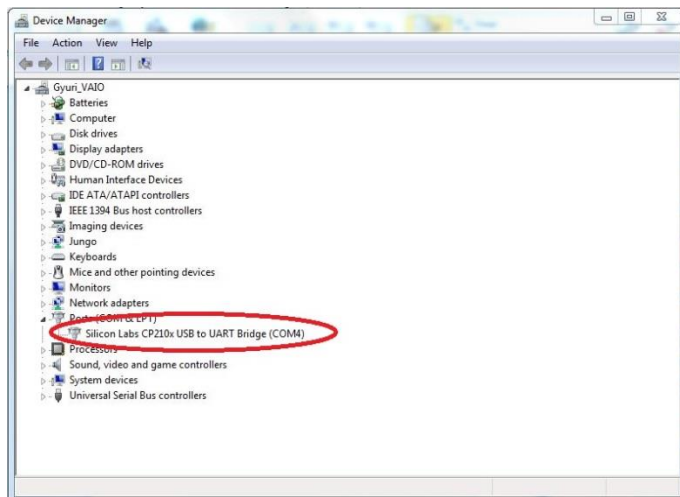 Device Manager
File Action View Help
Gyuri_VAIO
Batteries
Computer
Disk drives
Display adapters
DVD/CD-ROM drives
Human Interface Devices
IDE ATA/ATAPI controllers
IEEE 1394 Bus host controllers
Imaging devices
Jungo
Keyboards
Mice and other pointing devices
Monitors
Network adapters
Ports (COM & LPT)
Silicon Labs CP210x USB to UART Bridge (COM4)
Processors
Sound, video and game controllers
System devices
Universal Serial Bus controllers